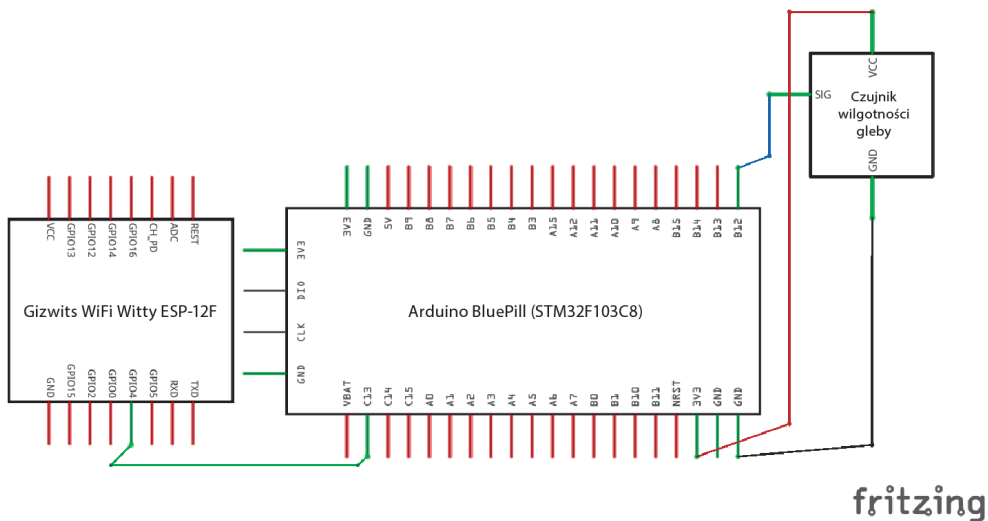 VCC
SIG
Czujnik
wilgotności
gleby
GND
VCC
GPIO13
GPIO12
GPIO14
GPIO16
CH_PD
ADC
REST
Gizwits WiFi Witty ESP-12F
GND
GPIO15
GPIO2
GPIO0
GPIO4
GPIO5
RXD
TXD
3V3
GND
5V
B9
B8
B7
B6
B5
B4
B3
A15
A12
A11
A10
A9
A8
B15
B14
B13
B12
3V3
DIO
CLK
GND
Arduino BluePill (STM32F103C8)
VBAT
C13
C14
C15
A0
A1
A2
A3
A4
A5
A6
A7
B0
B1
B10
B11
NRST
3V3
GND
GND
fritzing